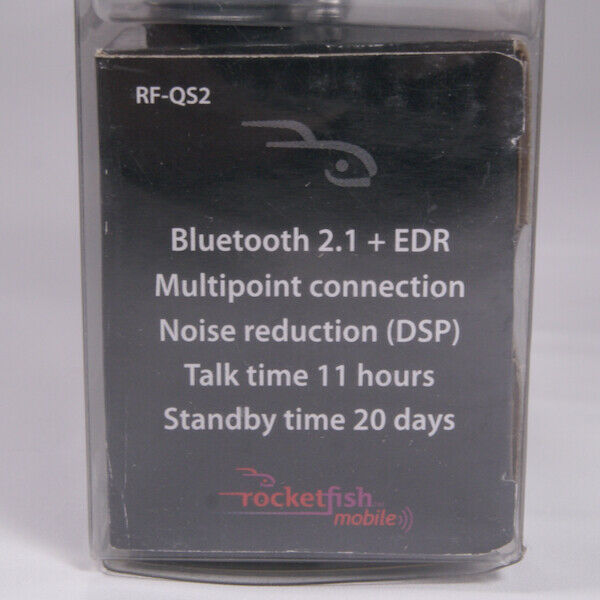 RF-QS2
Bluetooth 2.1 + EDR
Multipoint connection
Noise reduction (DSP)
Talk time 11 hours
Standby time 20 days
rocketfish
mobile